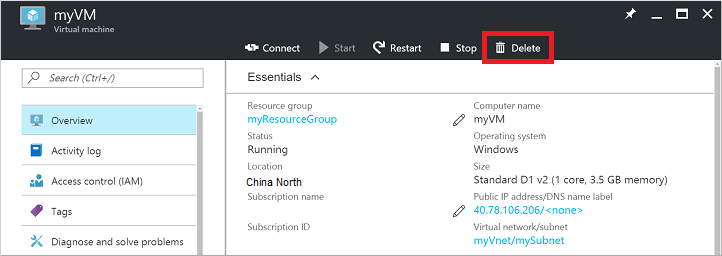 myVM
Virtual machine
Connect Start Restart Stop Delete
Search (Ctrl+/)
Overview
Activity log
Access control (IAM)
Tags
Diagnose and solve problems
Essentials
Resource group
myResourceGroup
Status
Running
Location
China North
Subscription name
Subscription ID
Computer name
myVM
Operating system
Windows
Size
Standard D1 v2 (1 core, 3.5 GB memory)
Public IP address/DNS name label
40.78.106.206/<none>
Virtual network/subnet
myVnet/mySubnet